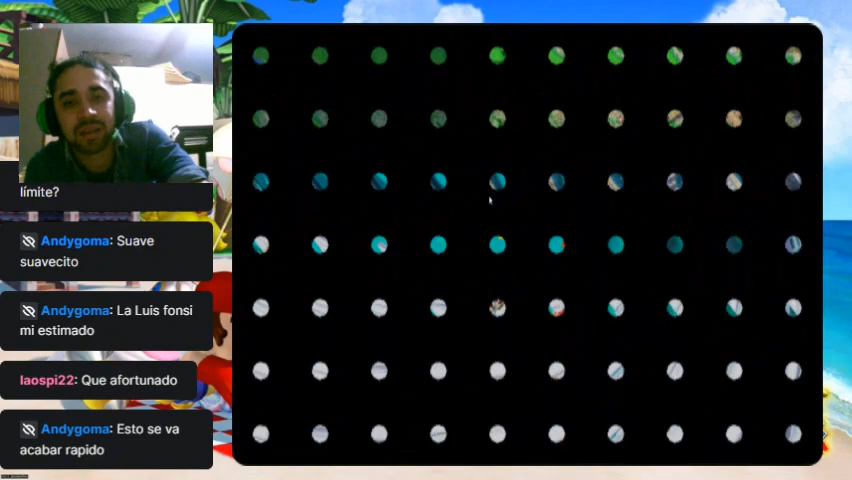 límite?
Andygoma: Suave
suavecito
Andygoma: La Luis fonsi
mi estimado
laospi22: Que afortunado
Andygoma: Esto se va
acabar rapido